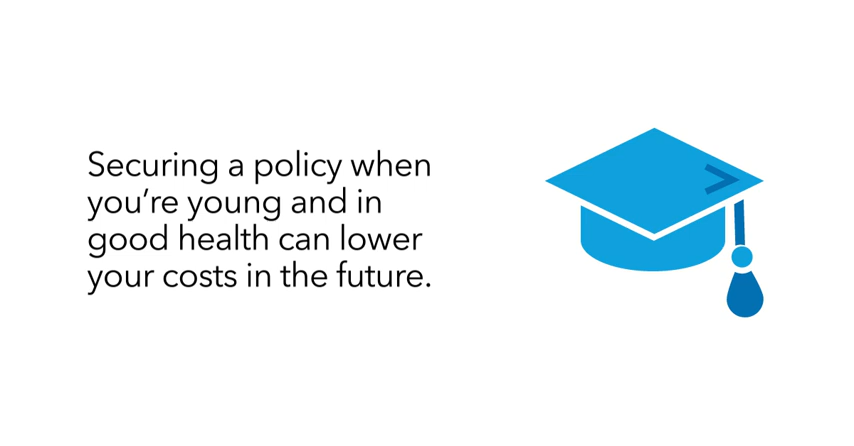 Securing a policy when
you’re young and in
good health can lower
your costs in the future.